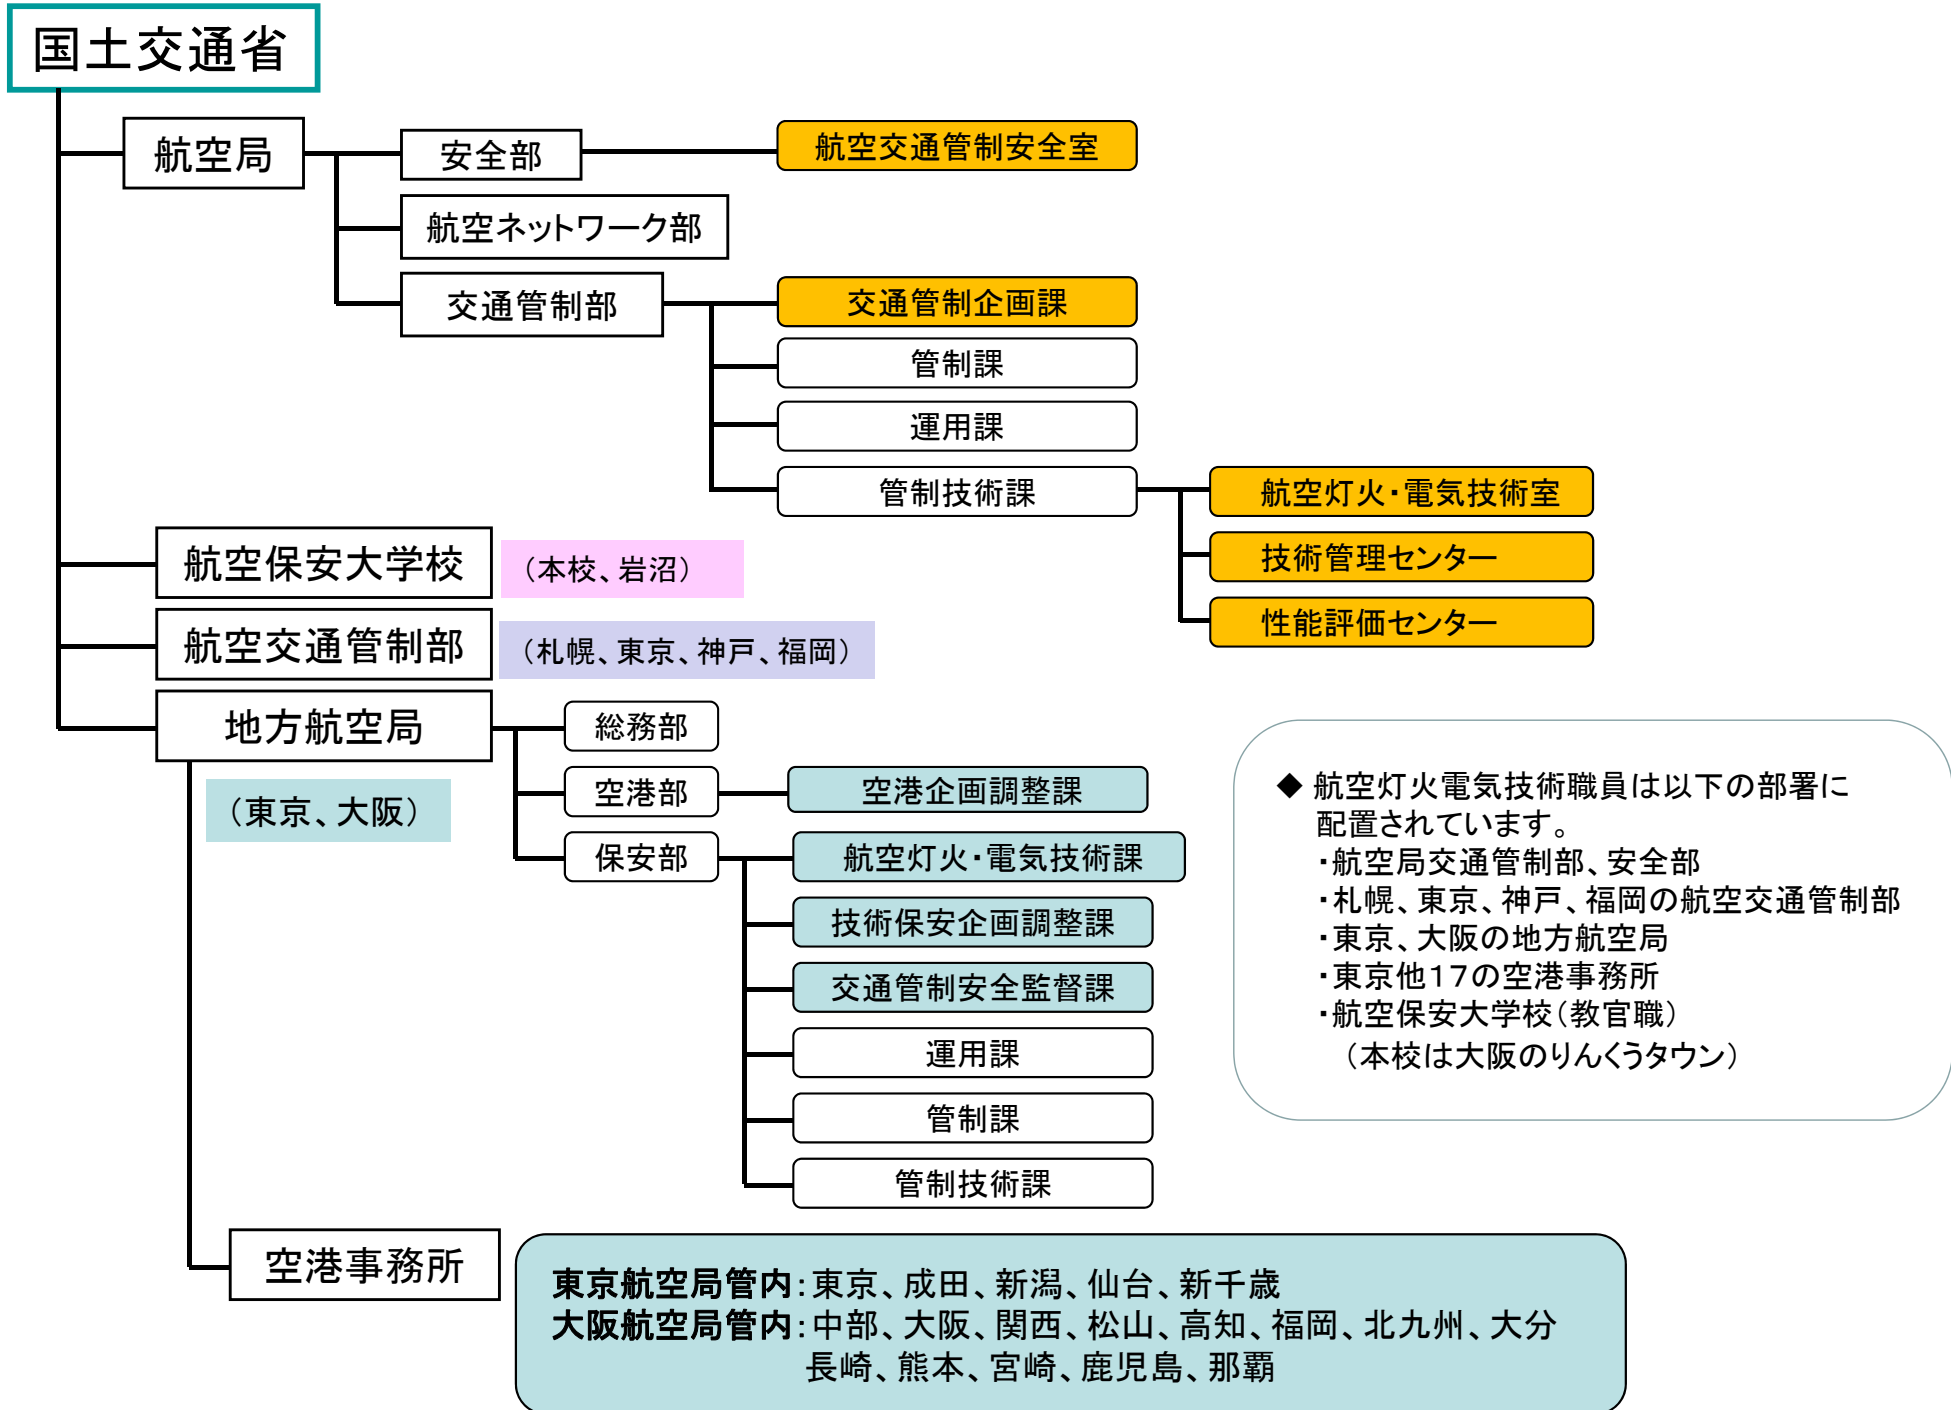 国土交通省
航空局
安全部
航空交通管制安全室
航空ネットワーク部
交通管制部
交通管制企画課
管制課
運用課
管制技術課
航空灯火・電気技術室
技術管理センター
性能評価センター
航空保安大学校
（本校、岩沼）
航空交通管制部
（札幌、東京、神戸、福岡）
地方航空局
（東京、大阪）
総務部
空港部
空港企画調整課
保安部
航空灯火・電気技術課
技術保安企画調整課
交通管制安全監督課
運用課
管制課
管制技術課
◆ 航空灯火電気技術職員は以下の部署に
配置されています。
・航空局交通管制部、安全部
・札幌、東京、神戸、福岡の航空交通管制部
・東京、大阪の地方航空局
・東京他17の空港事務所
・航空保安大学校（教官職）
（本校は大阪のりんくうタウン）
空港事務所
東京航空局管内：東京、成田、新潟、仙台、新千歳
大阪航空局管内：中部、大阪、関西、松山、高知、福岡、北九州、大分
長崎、熊本、宮崎、鹿児島、那覇